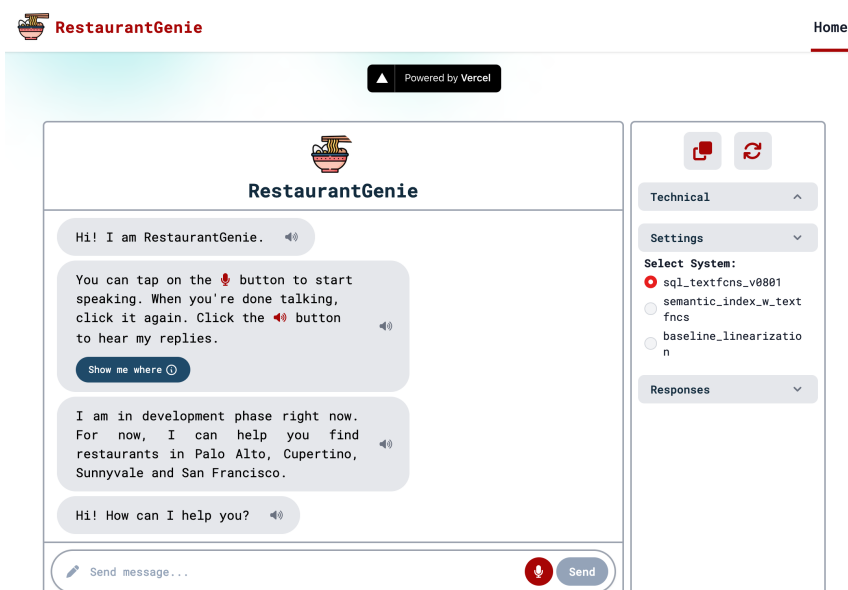 RestaurantGenie
Home
Powered by Vercel
RestaurantGenie
Hi! I am RestaurantGenie.
You can tap on the button to start
speaking. When you're done talking,
click it again. Click the button
to hear my replies.
Show me where
I am in development phase right now.
For now, I can help you find
restaurants in Palo Alto, Cupertino,
Sunnyvale and San Francisco.
Hi! How can I help you?
Send message...
Send
Technical
Settings
Select System:
sql_textfcns_v0801
semantic_index_w_text
fncs
baseline_linearizatio
n
Responses